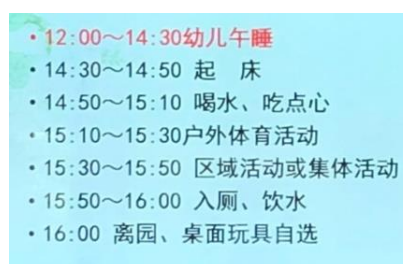 ·12:00～14:30幼儿午睡
·14:30～14:50 起 床
·14:50～15:10 喝水、吃点心
·15:10～15:30户外体育活动
·15:30～15:50 区域活动或集体活动
·15:50～16:00 入厕、饮水
·16:00 离园、桌面玩具自选